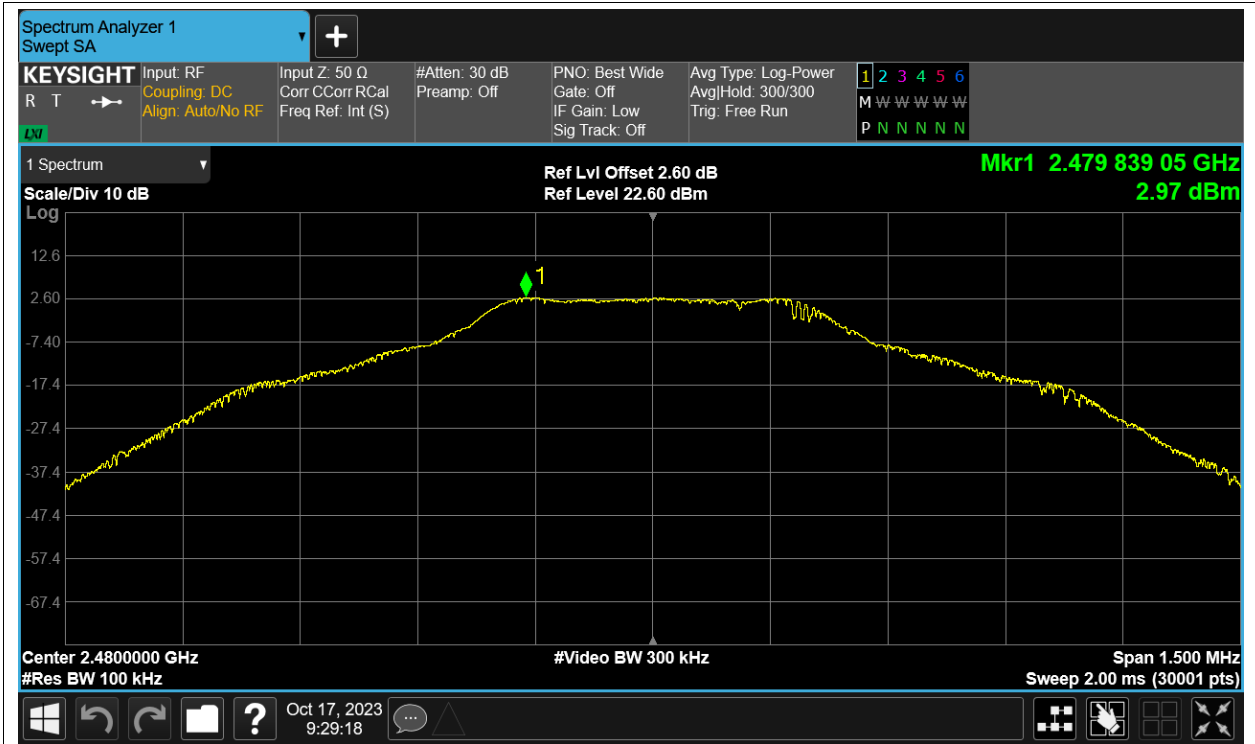 Spectrum Analyzer 1
Swept SA
KEYSIGHT
R T
LXI
Input: RF
Coupling: DC
Align: Auto/No RF
Input Z: 50 Ω
Corr CCorr RCal
Freq Ref: Int (S)
#Atten: 30 dB
Preamp: Off
PNO: Best Wide
Gate: Off
IF Gain: Low
Sig Track: Off
Avg Type: Log-Power
Avg|Hold: 300/300
Trig: Free Run
1 2 3 4 5 6
M W W W W W
P N N N N N
1 Spectrum
Scale/Div 10 dB
Ref Lvl Offset 2.60 dB
Ref Level 22.60 dBm
Mkr1 2.479 839 05 GHz
2.97 dBm
Log
12.6
2.60
-7.40
-17.4
-27.4
-37.4
-47.4
-57.4
-67.4
1
Center 2.4800000 GHz
#Res BW 100 kHz
#Video BW 300 kHz
Span 1.500 MHz
Sweep 2.00 ms (30001 pts)
?
Oct 17, 2023
9:29:18